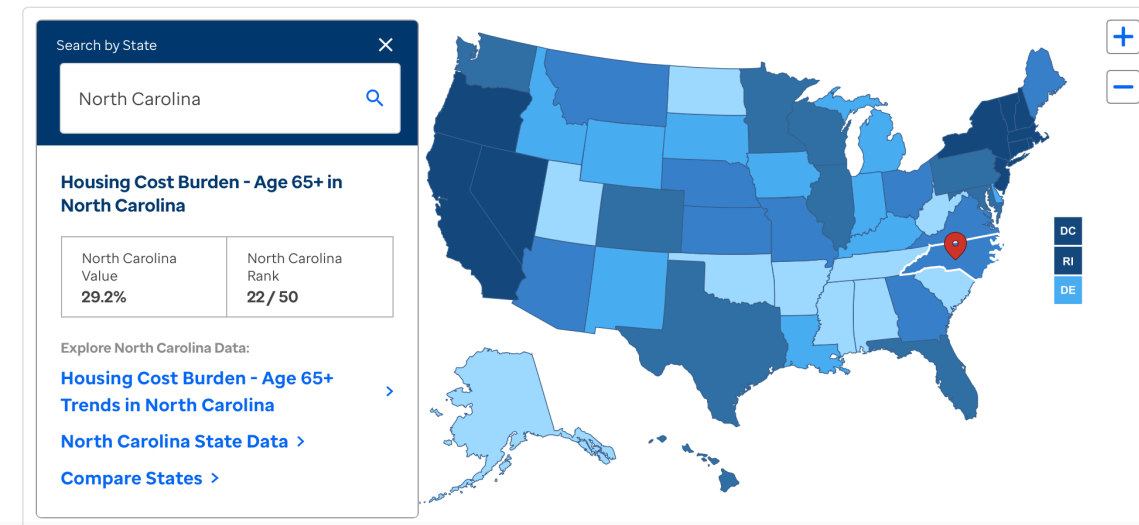 Search by State
North Carolina
Housing Cost Burden - Age 65+ in
North Carolina
North Carolina
Value
29.2%
North Carolina
Rank
22 / 50
Explore North Carolina Data:
Housing Cost Burden - Age 65+
Trends in North Carolina
North Carolina State Data
Compare States
DC
RI
DE